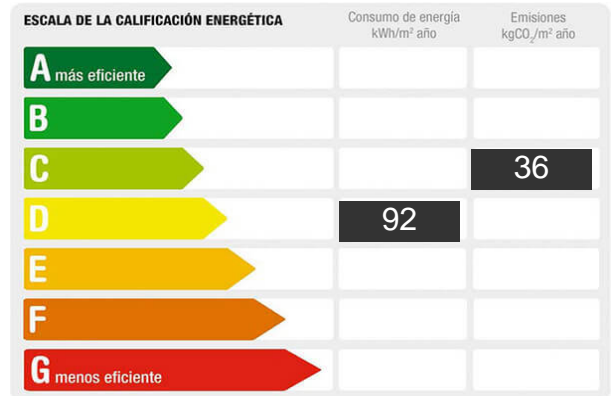 ESCALA DE LA CALIFICACIÓN ENERGÉTICA
Consumo de energía
kWh/m² año
Emisiones
kgCO₂/m² año
A más eficiente
B
C
36
D
92
E
F
G menos eficiente